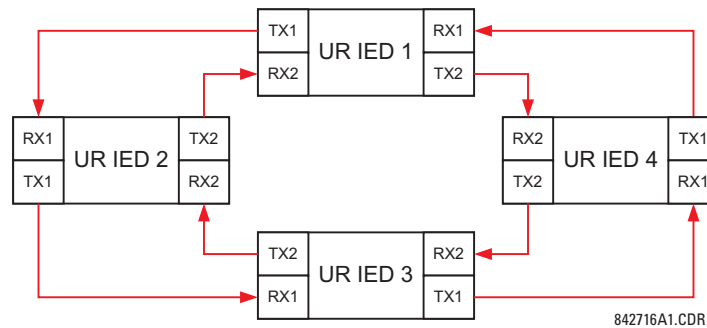 TX1 UR IED 1 RX1
RX2 TX2
RX1 UR IED 2 TX2
TX1 RX2
RX2 UR IED 4 TX1
TX2 RX1
TX2 UR IED 3 RX2
RX1 TX1
842716A1.CDR